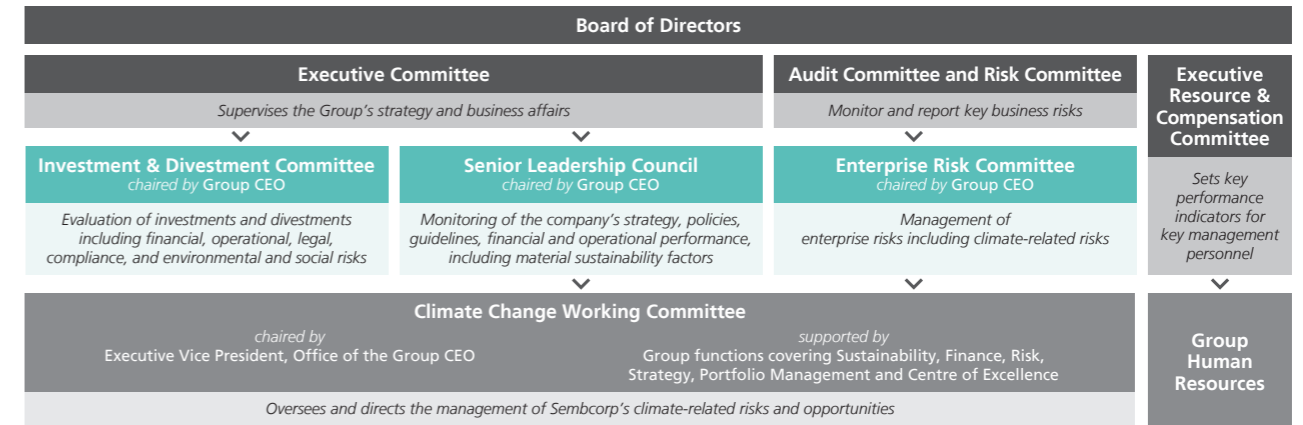 Board of Directors
Executive Committee
Supervises the Group's strategy and business affairs
Audit Committee and Risk Committee
Monitor and report key business risks
Executive
Resource &
Compensation
Committee
Sets key
performance
indicators for
key management
personnel
Investment & Divestment Committee
chaired by Group CEO
Evaluation of investments and divestments
including financial, operational, legal,
compliance, and environmental and social risks
Senior Leadership Council
chaired by Group CEO
Monitoring of the company's strategy, policies,
guidelines, financial and operational performance,
including material sustainability factors
Enterprise Risk Committee
chaired by Group CEO
Management of
enterprise risks including climate-related risks
Climate Change Working Committee
chaired by
Executive Vice President, Office of the Group CEO
supported by
Group functions covering Sustainability, Finance, Risk,
Strategy, Portfolio Management and Centre of Excellence
Oversees and directs the management of Sembcorp's climate-related risks and opportunities
Group
Human
Resources